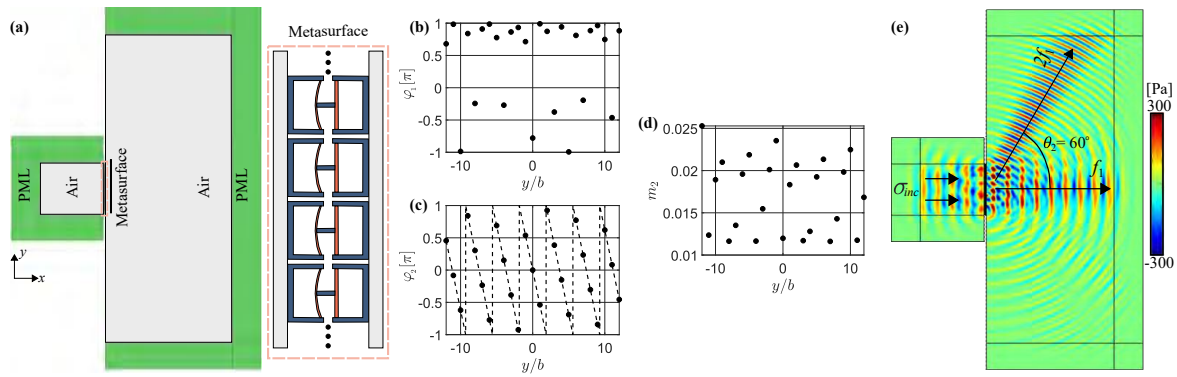 (a)
PML
Air
Metasurface
Air
PML
y
x
Metasurface
(b)
φ₁[π]
1
0.5
0
-0.5
-1
-10
0
10
y/b
(c)
φ₂[π]
1
0.5
0
-0.5
-1
-10
0
10
y/b
(d)
m₂
0.025
0.02
0.015
0.01
-10
0
10
y/b
(e)
2f₁
θ₂= 60°
f₁
σinc
[Pa]
300
-300